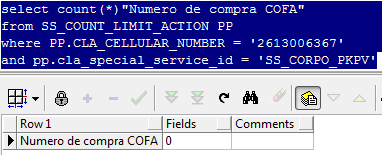 select count(*)"Numero de compra COFA"
from SS_COUNT_LIMIT_ACTION PP
where PP.CLA_CELLULAR_NUMBER = '2613006367'
and pp.cla_special_service_id = 'SS_CORPO_PKPV'
Row 1 Fields Comments
Numero de compra COFA 0